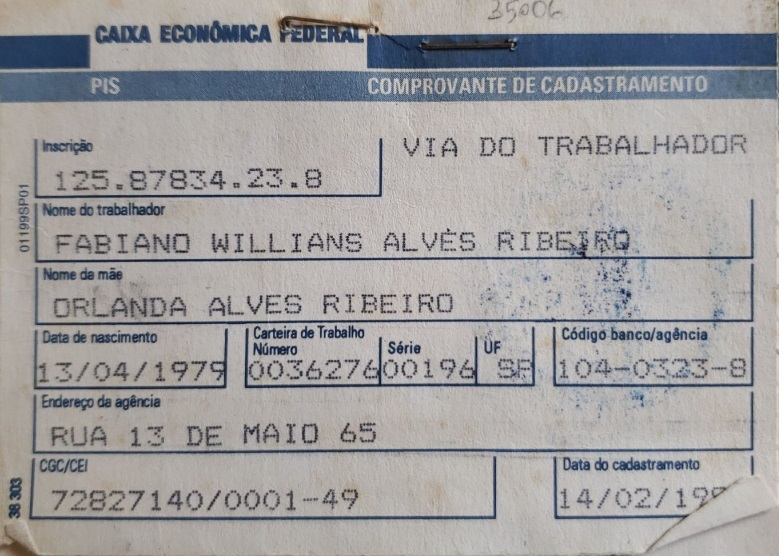 35006
CAIXA ECONÔMICA FEDERAL
PIS COMPROVANTE DE CADASTRAMENTO
Inscrição VIA DO TRABALHADOR
125.87834.23.8
01199SP01
Nome do trabalhador
FABIANO WILLIANS ALVES RIBEIRO
Nome da mãe
ORLANDA ALVES RIBEIRO
Data de nascimento Carteira de Trabalho Código banco/agência
Número Série UF
13/04/1979 0036276 00196 SP 104-0323-8
Endereço da agência
RUA 13 DE MAIO 65
CGC/CEI Data do cadastramento
72827140/0001-49 14/02/199
38 303